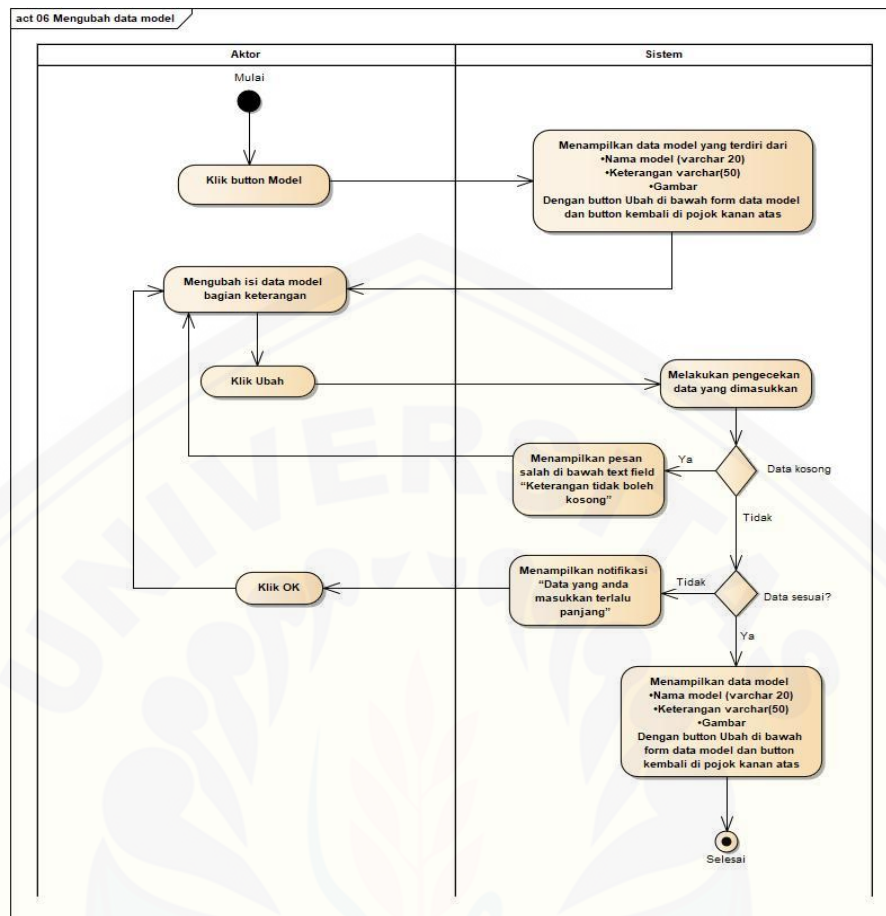 act 06 Mengubah data model
Aktor
Sistem
Mulai
Klik button Model
Menampilkan data model yang terdiri dari
•Nama model (varchar 20)
•Keterangan varchar(50)
•Gambar
Dengan button Ubah di bawah form data model
dan button kembali di pojok kanan atas
Mengubah isi data model
bagian keterangan
Klik Ubah
Melakukan pengecekan
data yang dimasukkan
Data kosong
Ya
Menampilkan pesan
salah di bawah text field
“Keterangan tidak boleh
kosong”
Tidak
Data sesuai?
Tidak
Menampilkan notifikasi
“Data yang anda
masukkan terlalu
panjang”
Klik OK
Ya
Menampilkan data model
•Nama model (varchar 20)
•Keterangan varchar(50)
•Gambar
Dengan button Ubah di bawah
form data model dan button
kembali di pojok kanan atas
Selesai
UNIVERSITAS